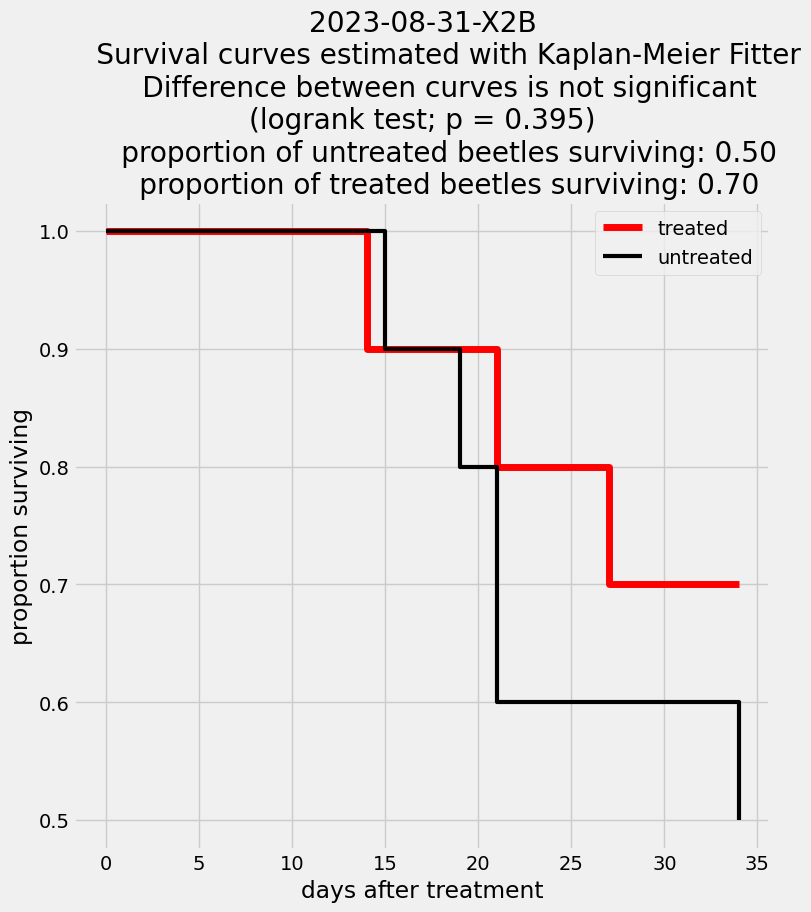 2023-08-31-X2B
Survival curves estimated with Kaplan-Meier Fitter
Difference between curves is not significant
(logrank test; p = 0.395)
proportion of untreated beetles surviving: 0.50
proportion of treated beetles surviving: 0.70
treated
untreated
1.0
0.9
0.8
0.7
0.6
0.5
proportion surviving
0 5 10 15 20 25 30 35
days after treatment